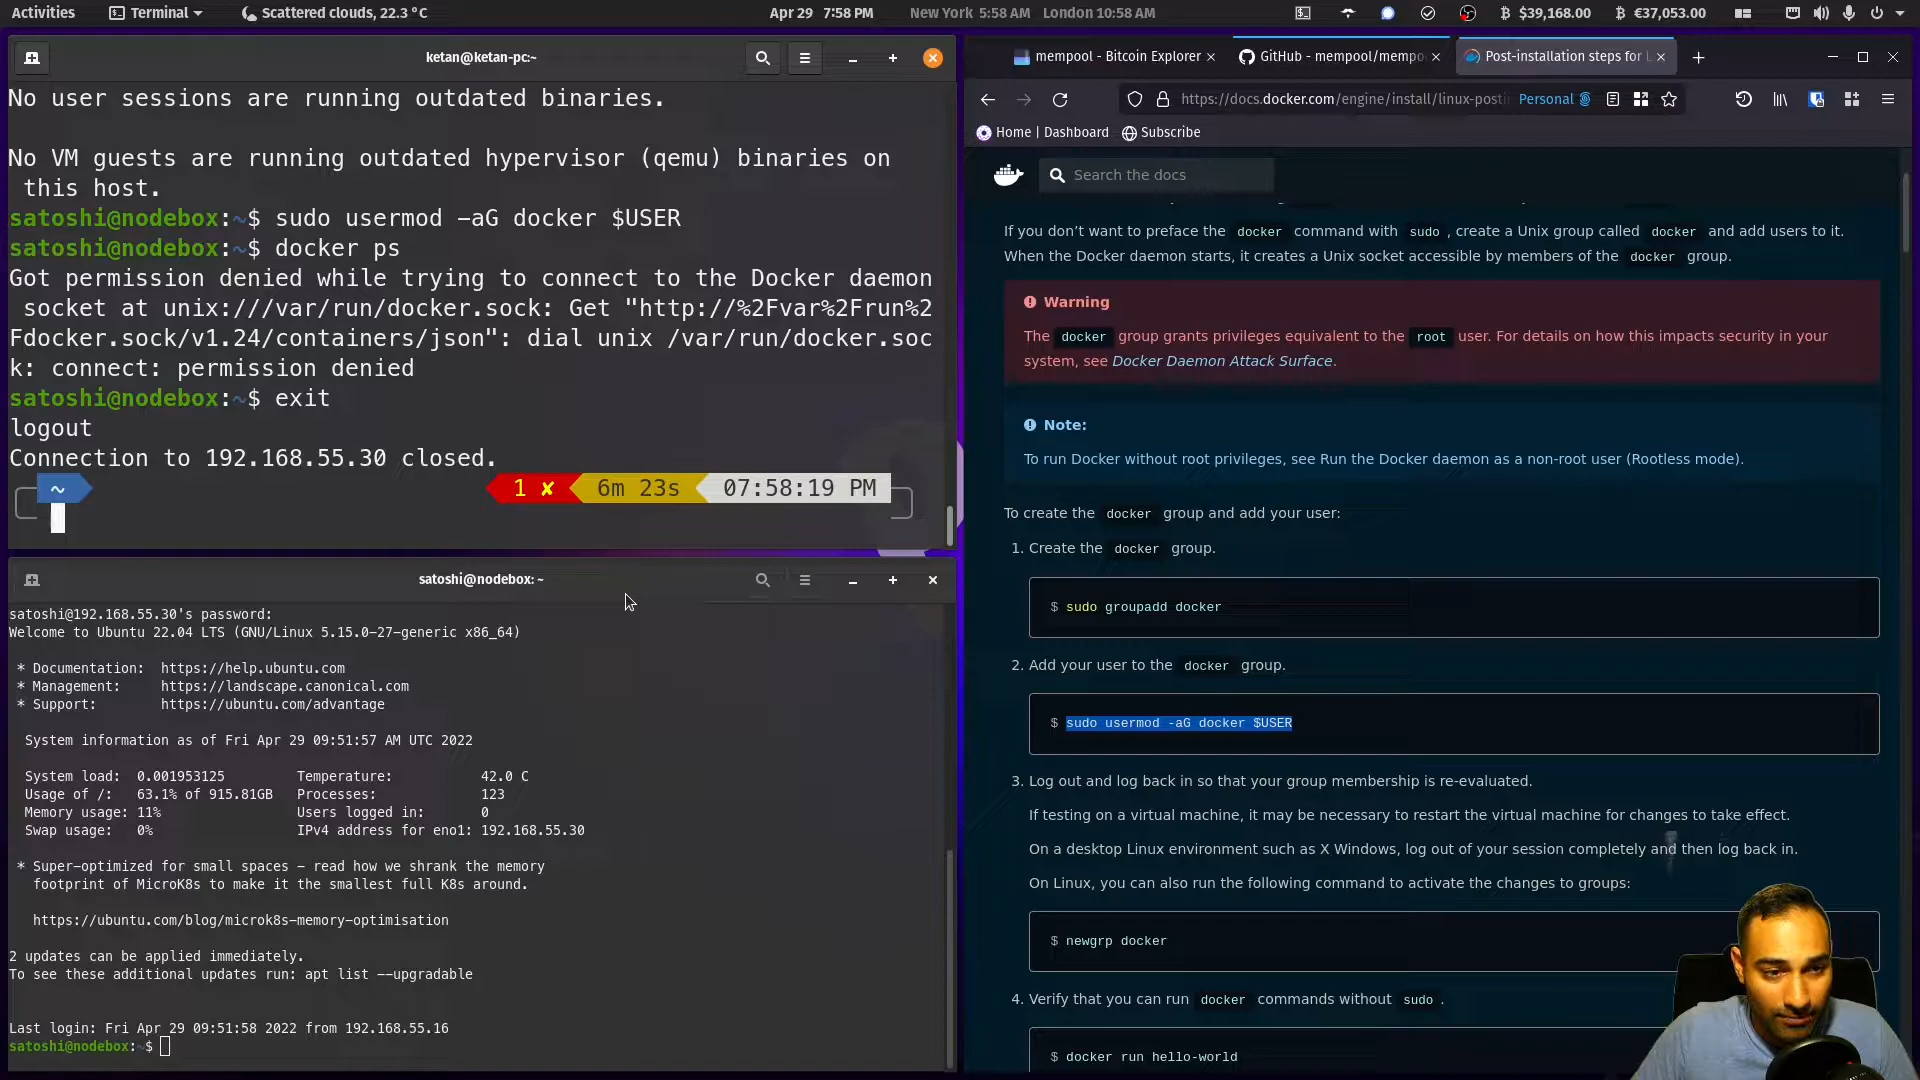 Activities
Terminal
Scattered clouds, 22.3 °C
Apr 29 7:58 PM
New York 5:58 AM London 10:58 AM
$39,168.00
€37,053.00
ketan@ketan-pc:~
No user sessions are running outdated binaries.
No VM guests are running outdated hypervisor (qemu) binaries on
this host.
satoshi@nodebox:~$ sudo usermod -aG docker $USER
satoshi@nodebox:~$ docker ps
Got permission denied while trying to connect to the Docker daemon
socket at unix:///var/run/docker.sock: Get "http://%2Fvar%2Frun%2
Fdocker.sock/v1.24/containers/json": dial unix /var/run/docker.soc
k: connect: permission denied
satoshi@nodebox:~$ exit
logout
Connection to 192.168.55.30 closed.
~
1 ✘ 6m 23s 07:58:19 PM
satoshi@nodebox: ~
satoshi@192.168.55.30's password:
Welcome to Ubuntu 22.04 LTS (GNU/Linux 5.15.0-27-generic x86_64)
* Documentation: https://help.ubuntu.com
* Management: https://landscape.canonical.com
* Support: https://ubuntu.com/advantage
System information as of Fri Apr 29 09:51:57 AM UTC 2022
System load: 0.001953125 Temperature: 42.0 C
Usage of /: 63.1% of 915.81GB Processes: 123
Memory usage: 11% Users logged in: 0
Swap usage: 0% IPv4 address for eno1: 192.168.55.30
* Super-optimized for small spaces - read how we shrank the memory
footprint of MicroK8s to make it the smallest full K8s around.
https://ubuntu.com/blog/microk8s-memory-optimisation
2 updates can be applied immediately.
To see these additional updates run: apt list --upgradable
Last login: Fri Apr 29 09:51:58 2022 from 192.168.55.16
satoshi@nodebox:~$
mempool - Bitcoin Explorer
GitHub - mempool/mempo
Post-installation steps for L
https://docs.docker.com/engine/install/linux-posti
Personal
Home | Dashboard
Subscribe
Search the docs
If you don’t want to preface the docker command with sudo, create a Unix group called docker and add users to it.
When the Docker daemon starts, it creates a Unix socket accessible by members of the docker group.
Warning
The docker group grants privileges equivalent to the root user. For details on how this impacts security in your
system, see Docker Daemon Attack Surface.
Note:
To run Docker without root privileges, see Run the Docker daemon as a non-root user (Rootless mode).
To create the docker group and add your user:
1. Create the docker group.
$ sudo groupadd docker
2. Add your user to the docker group.
$ sudo usermod -aG docker $USER
3. Log out and log back in so that your group membership is re-evaluated.
If testing on a virtual machine, it may be necessary to restart the virtual machine for changes to take effect.
On a desktop Linux environment such as X Windows, log out of your session completely and then log back in.
On Linux, you can also run the following command to activate the changes to groups:
$ newgrp docker
4. Verify that you can run docker commands without sudo.
$ docker run hello-world